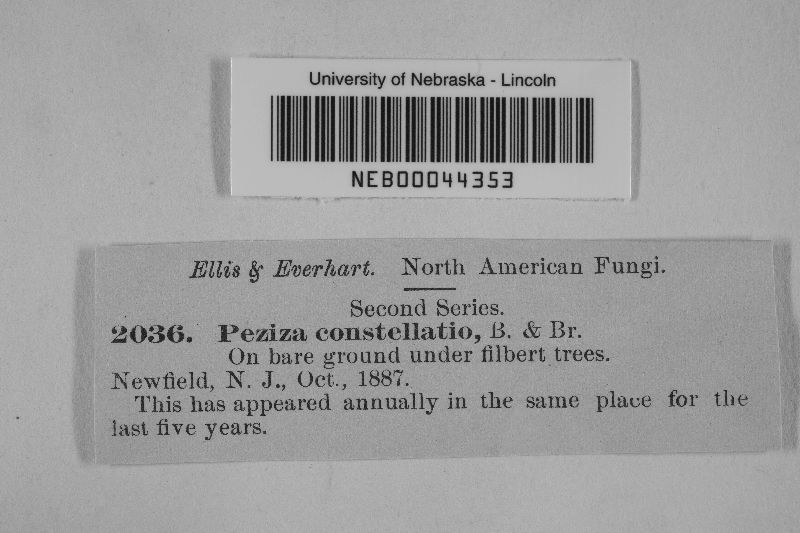 University of Nebraska - Lincoln
NEB00044353
Ellis & Everhart. North American Fungi.
Second Series.
2036. Peziza constellatio, B. & Br.
On bare ground under filbert trees.
Newfield, N. J., Oct., 1887.
This has appeared annually in the same place for the
last five years.